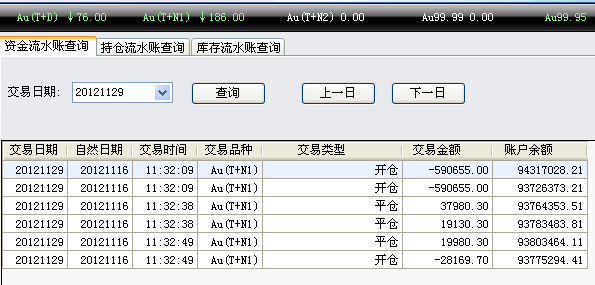 Au(T+D) ↓76.00 Au(T+N1) ↓186.00 Au(T+N2) 0.00 Au99.99 0.00 Au99.95
资金流水账查询 持仓流水账查询 库存流水账查询
交易日期: 20121129 查询 上一日 下一日
交易日期 自然日期 交易时间 交易品种 交易类型 交易金额 账户余额
20121129 20121116 11:32:09 Au(T+N1) 开仓 -590655.00 94317028.21
20121129 20121116 11:32:09 Au(T+N1) 开仓 -590655.00 93726373.21
20121129 20121116 11:32:38 Au(T+N1) 平仓 37980.30 93764353.51
20121129 20121116 11:32:38 Au(T+N1) 平仓 19130.30 93783483.81
20121129 20121116 11:32:49 Au(T+N1) 平仓 19980.30 93803464.11
20121129 20121116 11:32:49 Au(T+N1) 开仓 -28169.70 93775294.41